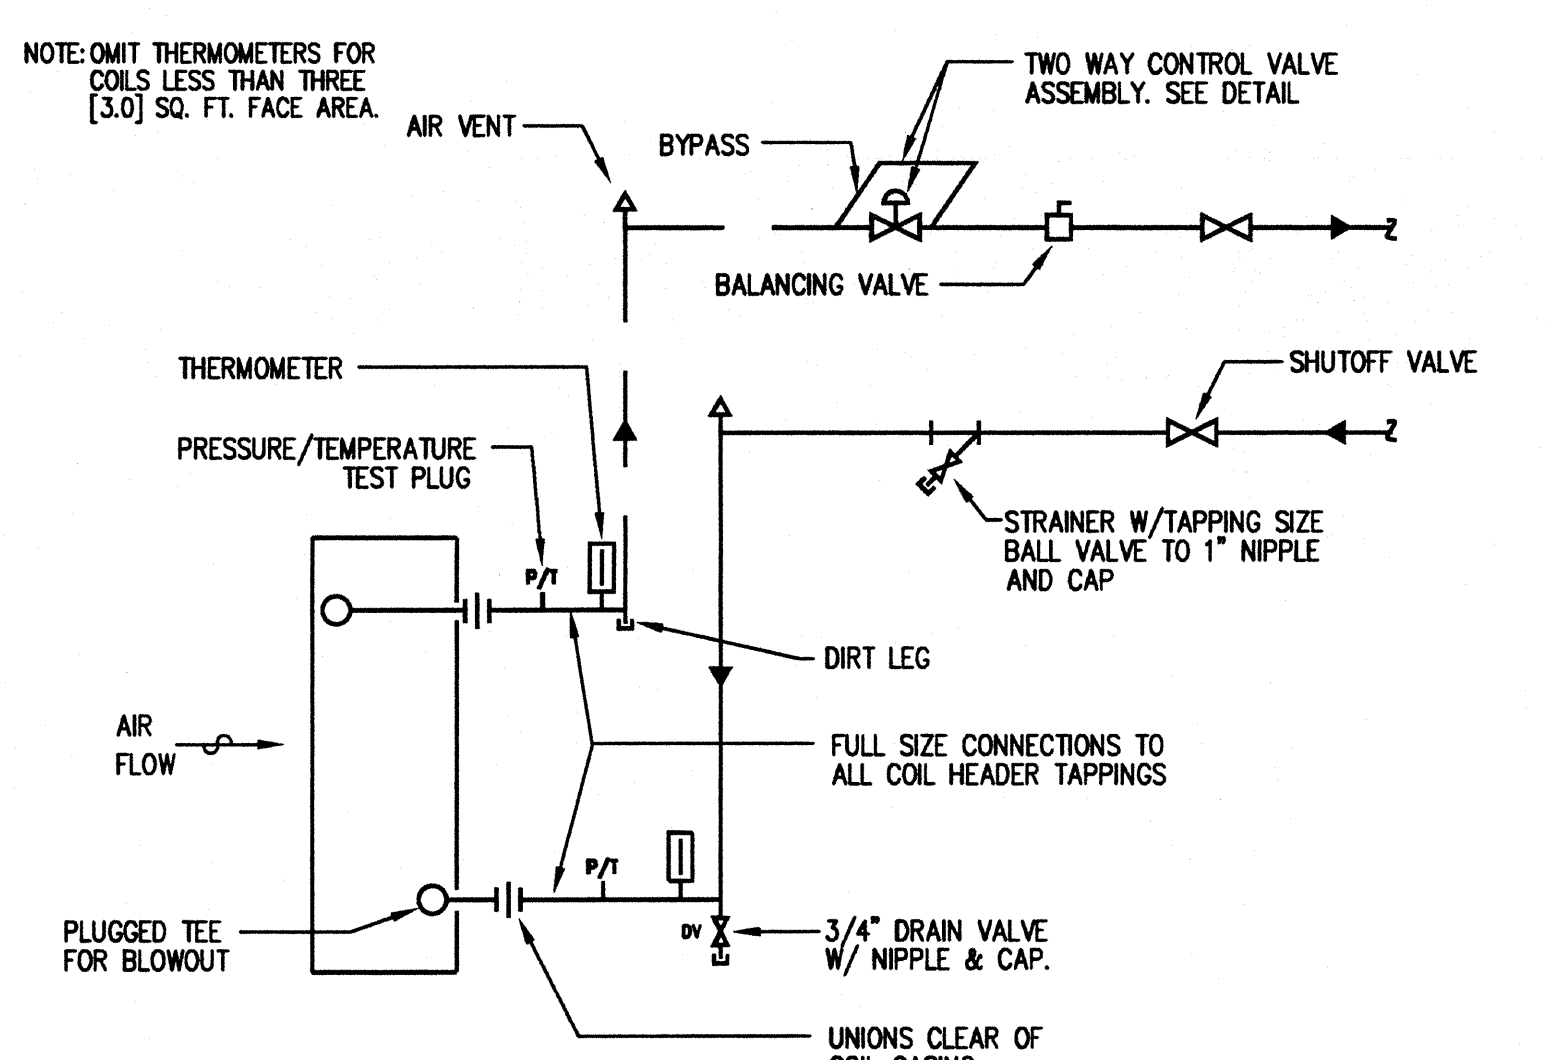 NOTE: OMIT THERMOMETERS FOR
COILS LESS THAN THREE
[3.0] SQ. FT. FACE AREA.
AIR VENT
BYPASS
TWO WAY CONTROL VALVE
ASSEMBLY. SEE DETAIL
BALANCING VALVE
THERMOMETER
SHUTOFF VALVE
PRESSURE/TEMPERATURE
TEST PLUG
STRAINER W/TAPPING SIZE
BALL VALVE TO 1" NIPPLE
AND CAP
P/T
DIRT LEG
AIR
FLOW
FULL SIZE CONNECTIONS TO
ALL COIL HEADER TAPPINGS
P/T
PLUGGED TEE
FOR BLOWOUT
DV
3/4" DRAIN VALVE
W/ NIPPLE & CAP.
UNIONS CLEAR OF